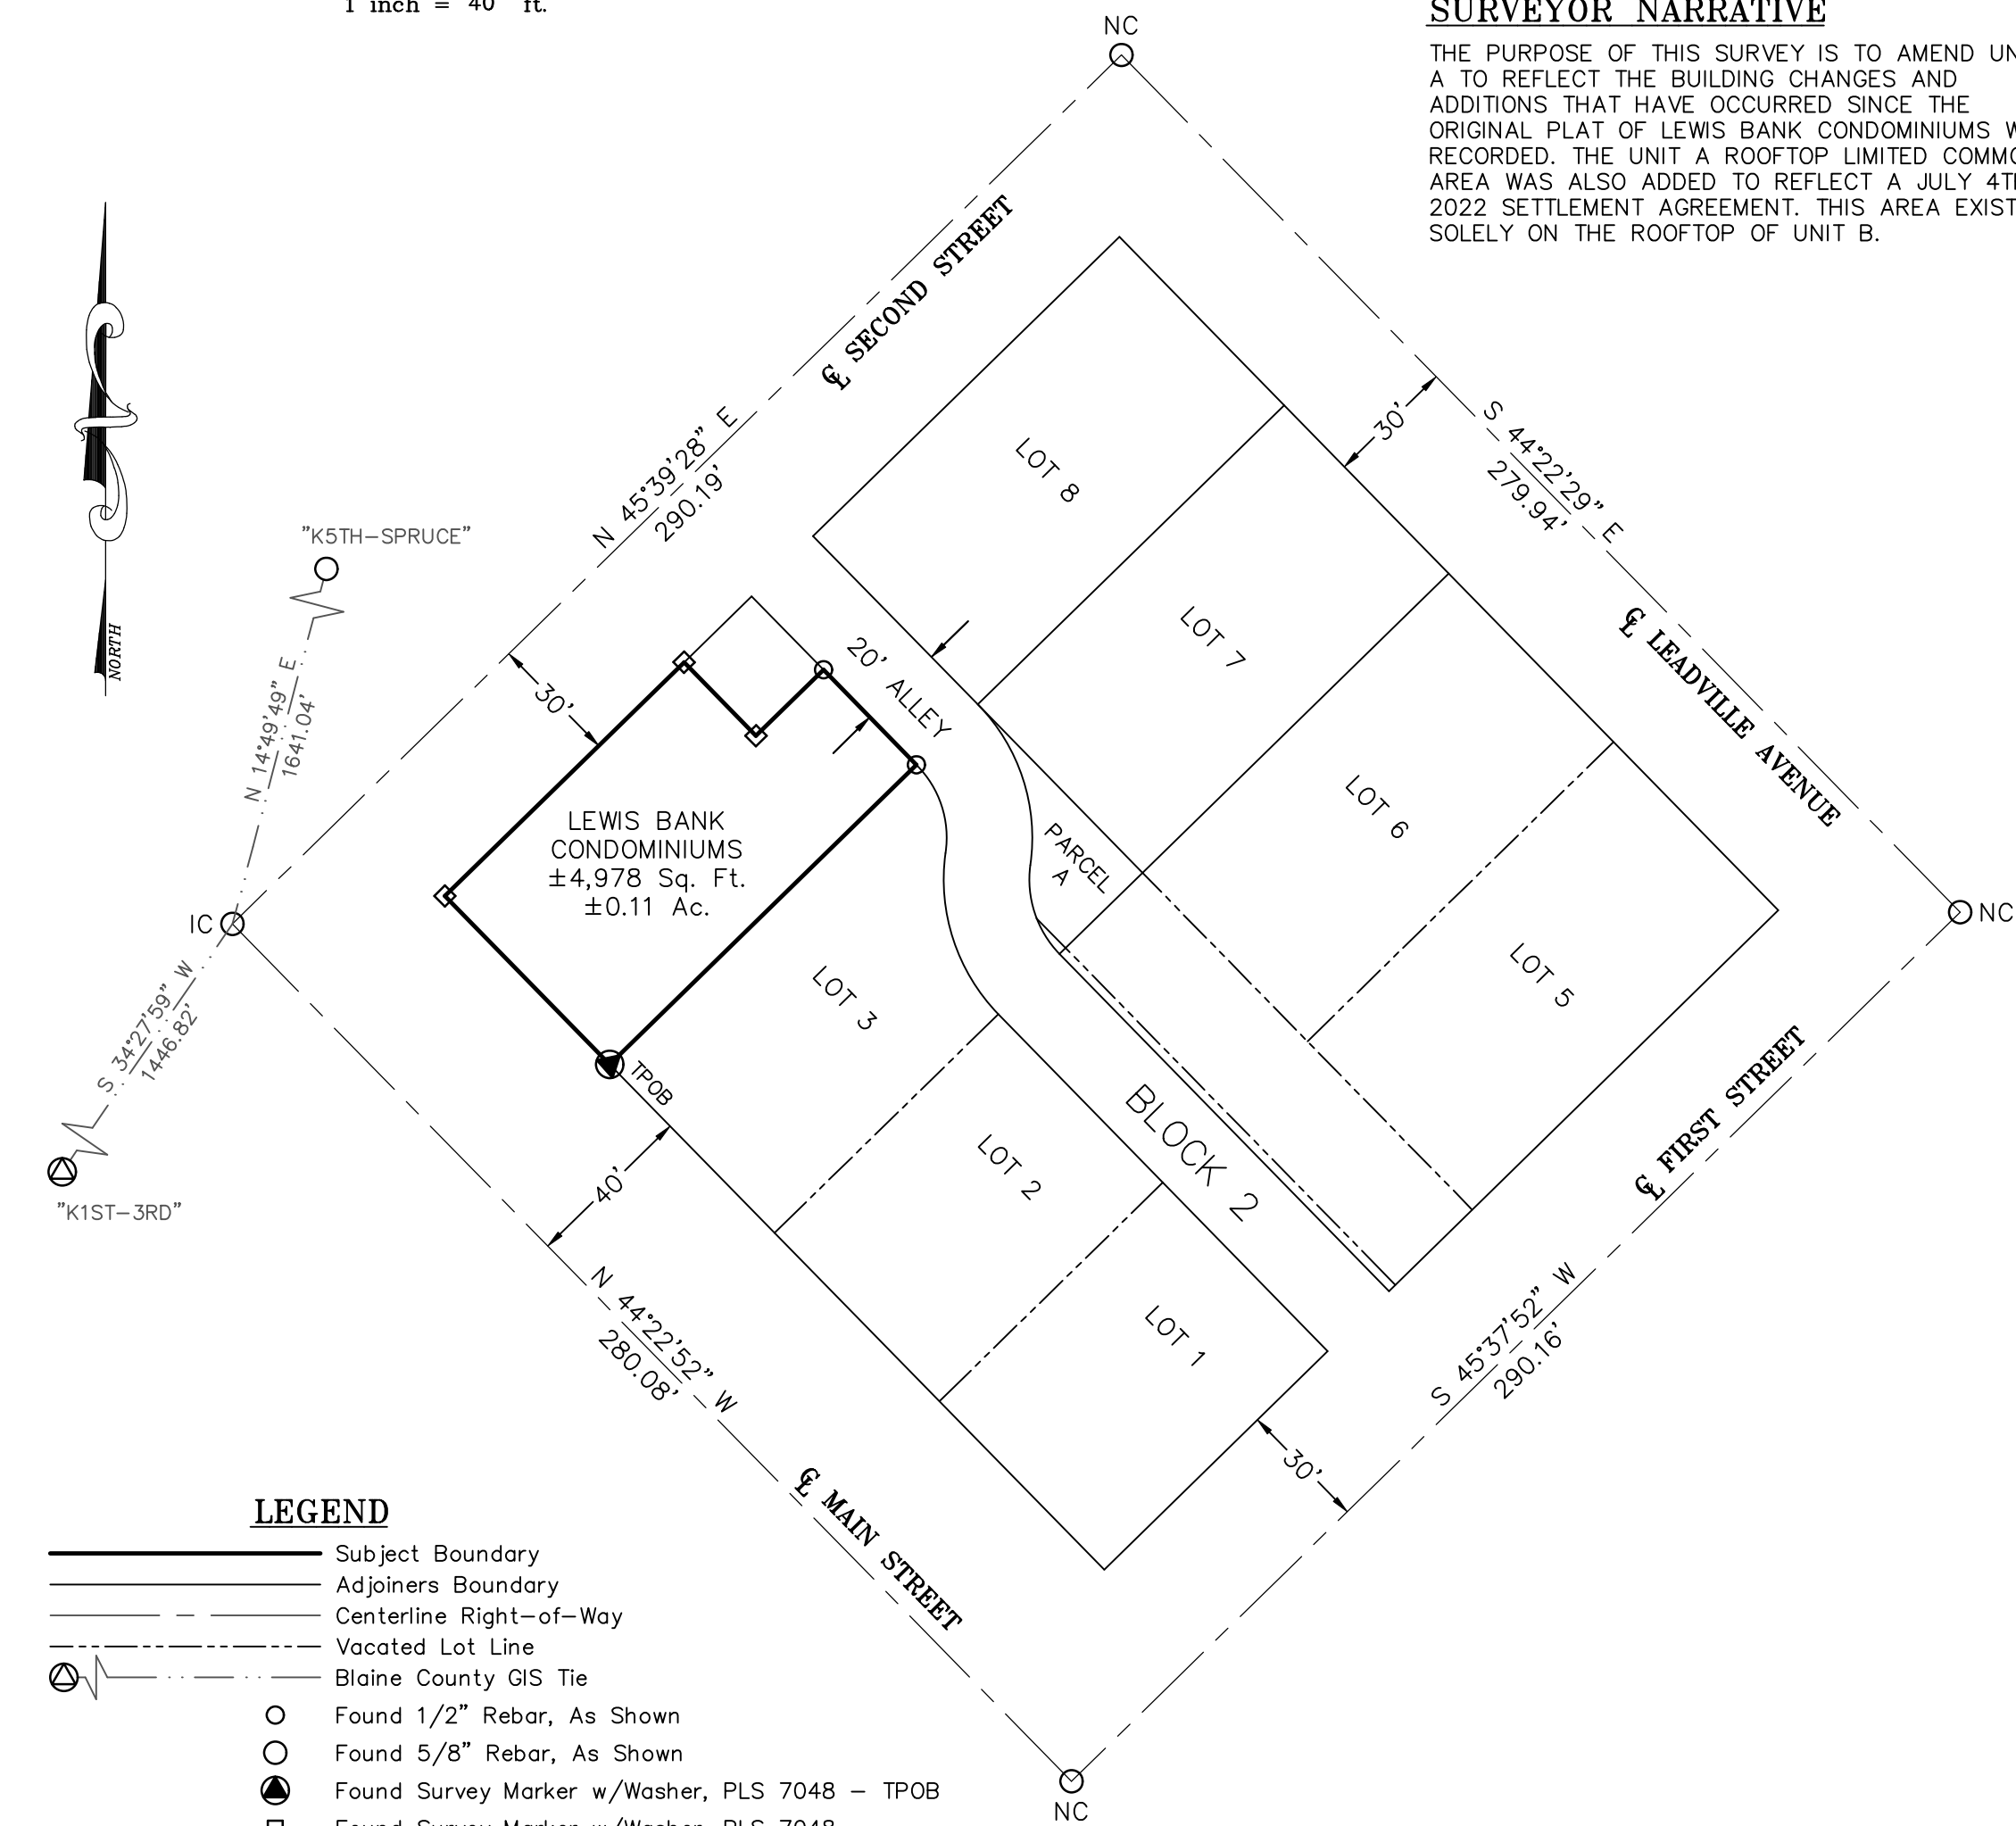 1 inch = 40 ft.
SURVEYOR NARRATIVE
THE PURPOSE OF THIS SURVEY IS TO AMEND
A TO REFLECT THE BUILDING CHANGES AND
ADDITIONS THAT HAVE OCCURRED SINCE THE
ORIGINAL PLAT OF LEWIS BANK CONDOMINIUMS
RECORDED. THE UNIT A ROOFTOP LIMITED
AREA WAS ALSO ADDED TO REFLECT A JULY
2022 SETTLEMENT AGREEMENT. THIS AREA
SOLELY ON THE ROOFTOP OF UNIT B.
NC
℄ SECOND STREET
N 45°39'28" E
290.19'
S 44°22'29" E
279.94'
30'
LOT 8
"K5TH-SPRUCE"
NORTH
N 14°49'49" E
1641.04'
30'
20' ALLEY
LOT 7
℄ LEADVILLE AVENUE
LOT 6
LEWIS BANK
CONDOMINIUMS
±4,978 Sq. Ft.
±0.11 Ac.
PARCEL
A
IC
NC
LOT 5
LOT 3
S 34°27'59" W
1446.82'
TPOB
"K1ST-3RD"
40'
LOT 2
BLOCK 2
℄ FIRST STREET
N 44°22'52" W
280.08'
LOT 1
S 45°37'52" W
290.16'
30'
℄ MAIN STREET
NC
LEGEND
Subject Boundary
Adjoiners Boundary
Centerline Right-of-Way
Vacated Lot Line
Blaine County GIS Tie
Found 1/2" Rebar, As Shown
Found 5/8" Rebar, As Shown
Found Survey Marker w/Washer, PLS 7048 - TPOB
Found Survey Marker w/Washer, PLS 7048